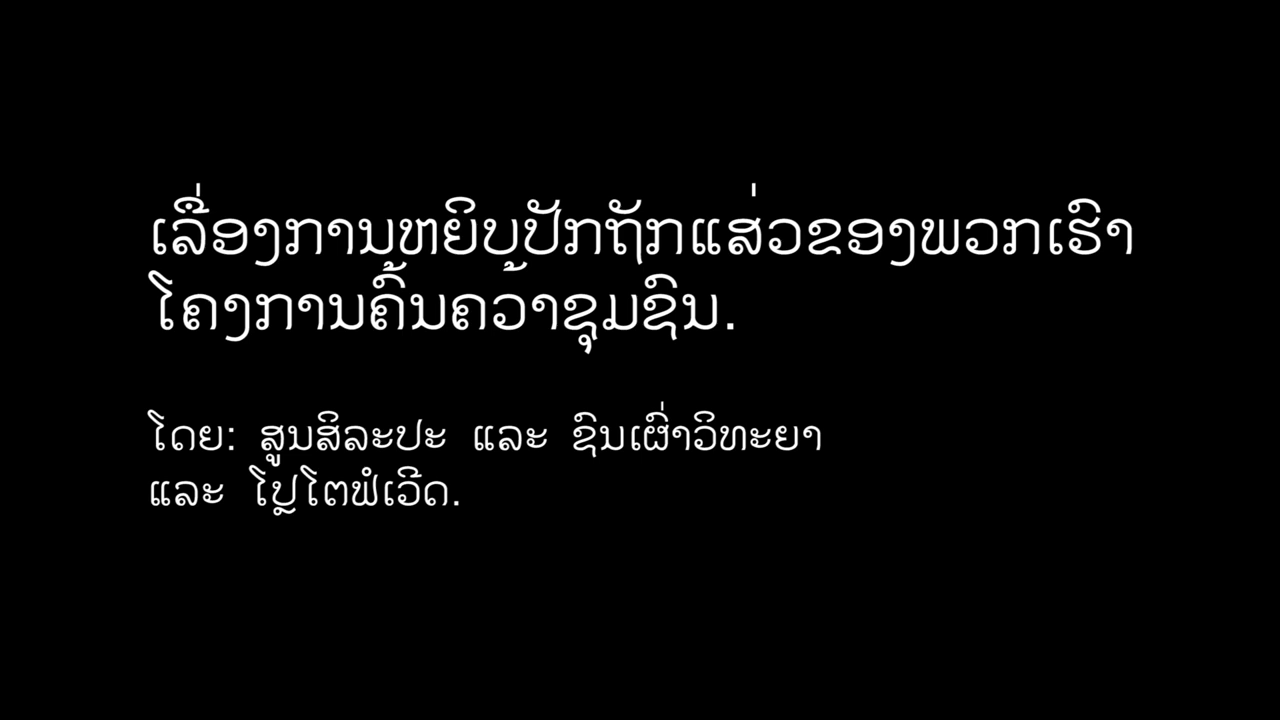 ເລື່ອງການຫຍິບປັກຖັກແສ່ວຂອງພວກເຮົາ
ໂຄງການຄົ້ນຄວ້າຊຸມຊົນ.
ໂດຍ: ສູນສິລະປະ ແລະ ຊົນເຜົ່າວິທະຍາ
ແລະ ໂປຼໂຕຟໍເວີດ.